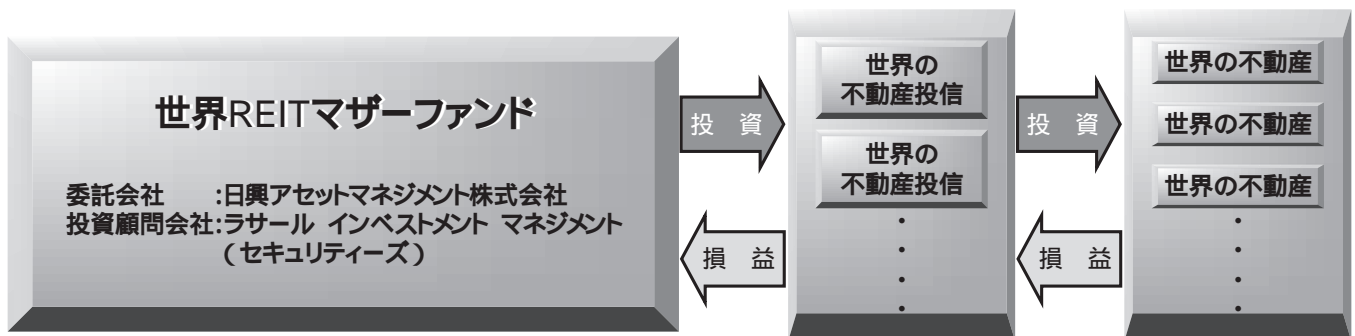 世界REITマザーファンド
委託会社　　:日興アセットマネジメント株式会社
投資顧問会社:ラサール インベストメント マネジメント
(セキュリティーズ)
投 資
損 益
世界の
不動産投信
世界の
不動産投信
・
・
・
・
投 資
損 益
世界の不動産
世界の不動産
世界の不動産
・
・
・
・